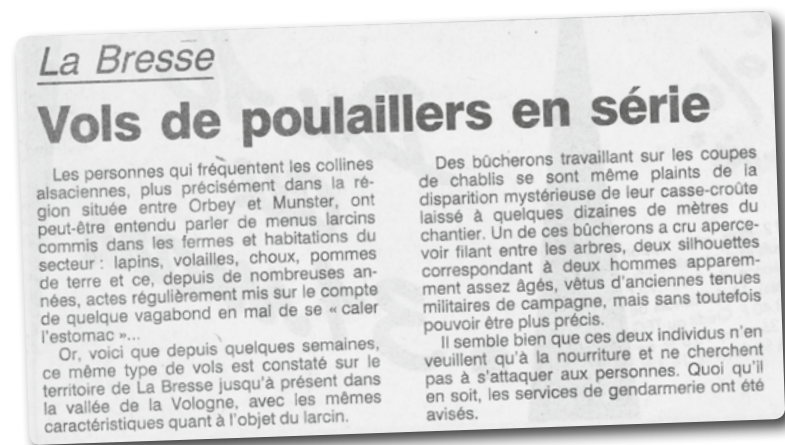 La Bresse
Vols de poulaillers en série
Les personnes qui fréquentent les collines
alsaciennes, plus précisément dans la ré-
gion située entre Orbey et Munster, ont
peut-être entendu parler de menus larcins
commis dans les fermes et habitations du
secteur : lapins, volailles, choux, pommes
de terre et ce, depuis de nombreuses an-
nées, actes régulièrement mis sur le compte
de quelque vagabond en mal de se « caler
l'estomac »...
Or, voici que depuis quelques semaines,
ce même type de vols est constaté sur le
territoire de La Bresse jusqu'à présent dans
la vallée de la Vologne, avec les mêmes
caractéristiques quant à l'objet du larcin.
Des bûcherons travaillant sur les coupes
de chablis se sont même plaints de la
disparition mystérieuse de leur casse-croûte
laissé à quelques dizaines de mètres du
chantier. Un de ces bûcherons a cru aperce-
voir filant entre les arbres, deux silhouettes
correspondant à deux hommes apparem-
ment assez âgés, vêtus d'anciennes tenues
militaires de campagne, mais sans toutefois
pouvoir être plus précis.
Il semble bien que ces deux individus n'en
veuillent qu'à la nourriture et ne cherchent
pas à s'attaquer aux personnes. Quoi qu'il
en soit, les services de gendarmerie ont été
avisés.